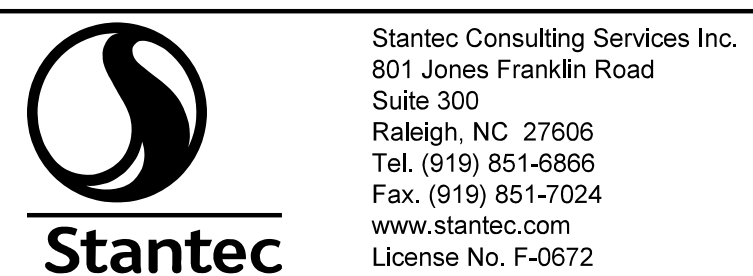 Stantec
Stantec Consulting Services Inc.
801 Jones Franklin Road
Suite 300
Raleigh, NC  27606
Tel. (919) 851-6866
Fax. (919) 851-7024
www.stantec.com
License No. F-0672